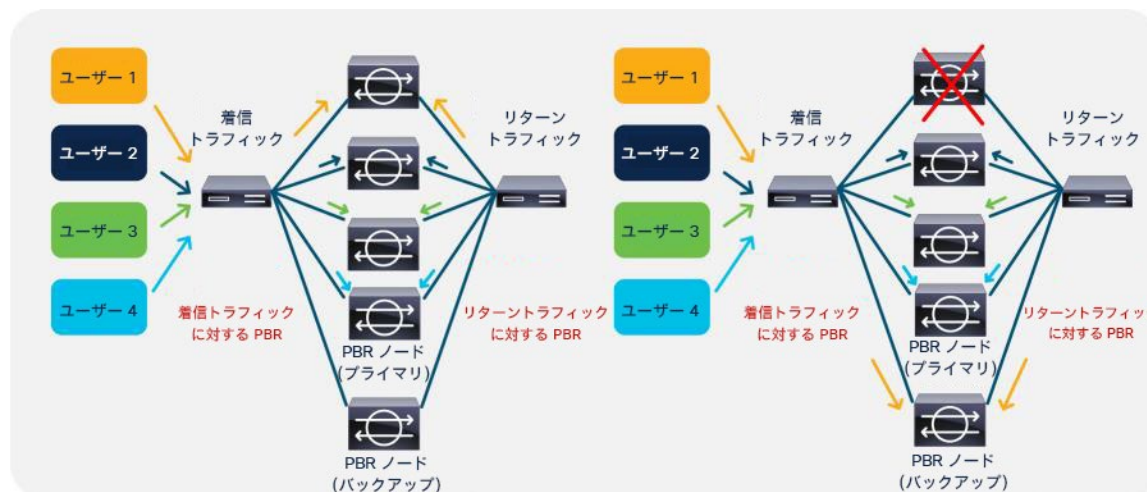 ユーザー 1
ユーザー 2
ユーザー 3
ユーザー 4
着信
トラフィック
リターン
トラフィック
着信トラフィック
に対する PBR
リターントラフィック
に対する PBR
PBR ノード
(プライマリ)
PBR ノード
(バックアップ)
ユーザー 1
ユーザー 2
ユーザー 3
ユーザー 4
着信
トラフィック
リターン
トラフィック
着信トラフィック
に対する PBR
リターントラフィック
に対する PBR
PBR ノード
(プライマリ)
PBR ノード
(バックアップ)